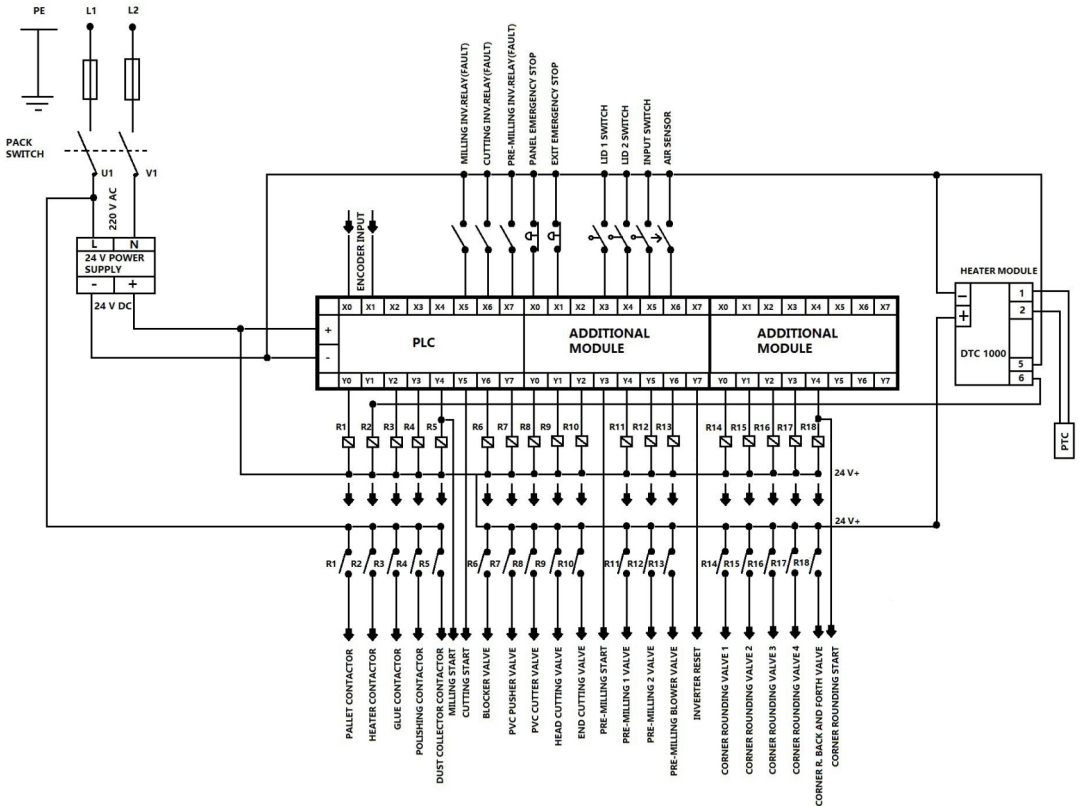 PE
L1
L2
PACK
SWITCH
U1
V1
220 V AC
L
N
24 V POWER
SUPPLY
-
+
24 V DC
ENCODER INPUT
MILLING INV.RELAY(FAULT)
CUTTING INV.RELAY(FAULT)
PRE-MILLING INV.RELAY(FAULT)
PANEL EMERGENCY STOP
EXIT EMERGENCY STOP
LID 1 SWITCH
LID 2 SWITCH
INPUT SWITCH
AIR SENSOR
HEATER MODULE
-
+
1
2
DTC 1000
5
6
PTC
X0 X1 X2 X3 X4 X5 X6 X7 X0 X1 X2 X3 X4 X5 X6 X7 X0 X1 X2 X3 X4 X5 X6 X7
+
-
PLC
ADDITIONAL
MODULE
ADDITIONAL
MODULE
Y0 Y1 Y2 Y3 Y4 Y5 Y6 Y7 Y0 Y1 Y2 Y3 Y4 Y5 Y6 Y7 Y0 Y1 Y2 Y3 Y4 Y5 Y6 Y7
R1 R2 R3 R4 R5 R6 R7 R8 R9 R10 R11 R12 R13 R14 R15 R16 R17 R18
24 V+
24 V+
R1 R2 R3 R4 R5 R6 R7 R8 R9 R10 R11 R12 R13 R14 R15 R16 R17 R18
PALLET CONTACTOR
HEATER CONTACTOR
GLUE CONTACTOR
POLISHING CONTACTOR
DUST COLLECTOR CONTACTOR
MILLING START
CUTTING START
BLOCKER VALVE
PVC PUSHER VALVE
PVC CUTTER VALVE
HEAD CUTTING VALVE
END CUTTING VALVE
PRE-MILLING START
PRE-MILLING 1 VALVE
PRE-MILLING 2 VALVE
PRE-MILLING BLOWER VALVE
INVERTER RESET
CORNER ROUNDING VALVE 1
CORNER ROUNDING VALVE 2
CORNER ROUNDING VALVE 3
CORNER ROUNDING VALVE 4
CORNER R. BACK AND FORTH VALVE
CORNER ROUNDING START